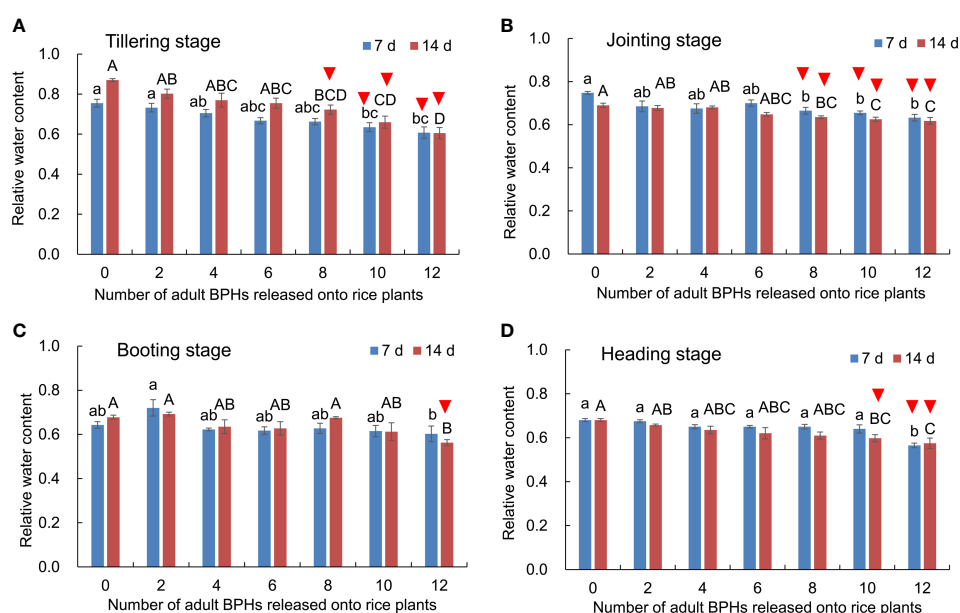 A
Tillering stage
7 d 14 d
1.0
0.8
0.6
0.4
0.2
0.0
Relative water content
a A a AB ab ABC abc ABC abc BCD bc CD bc D
0 2 4 6 8 10 12
Number of adult BPHs released onto rice plants
B
Jointing stage
7 d 14 d
1.0
0.8
0.6
0.4
0.2
0.0
Relative water content
a A ab AB ab AB ab ABC b BC b C b C
0 2 4 6 8 10 12
Number of adult BPHs released onto rice plants
C
Booting stage
7 d 14 d
1.0
0.8
0.6
0.4
0.2
0.0
Relative water content
ab A a A ab AB ab AB ab A ab AB b B
0 2 4 6 8 10 12
Number of adult BPHs released onto rice plants
D
Heading stage
7 d 14 d
1.0
0.8
0.6
0.4
0.2
0.0
Relative water content
a A a AB a ABC a ABC a ABC a BC b C
0 2 4 6 8 10 12
Number of adult BPHs released onto rice plants